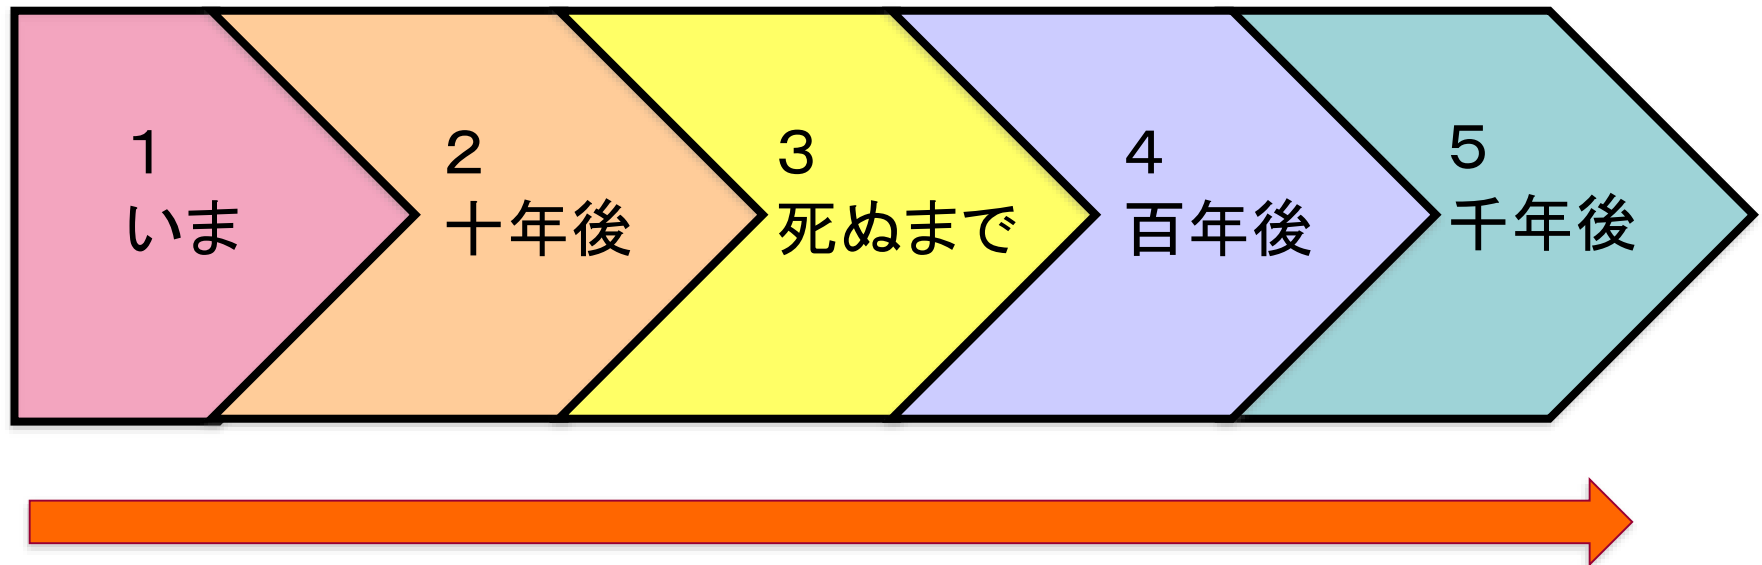 １
いま
２
十年後
３
死ぬまで
４
百年後
５
千年後